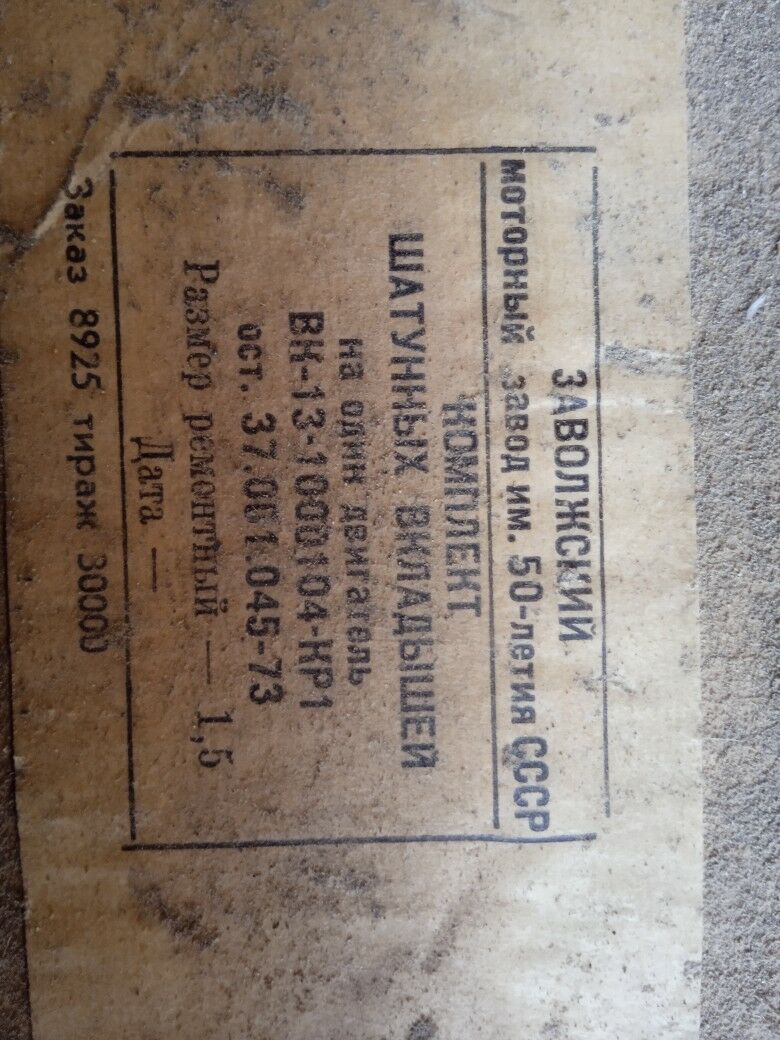 ЗАВОЛЖСКИЙ
моторный завод им. 50-летия СССР
КОМПЛЕКТ
ШАТУННЫХ ВКЛАДЫШЕЙ
на один двигатель
ВК-13-1000104-КР1
ост. 37.001.045-73
Размер ремонтный — 1,5
Дата —
Заказ 8925 тираж 30000